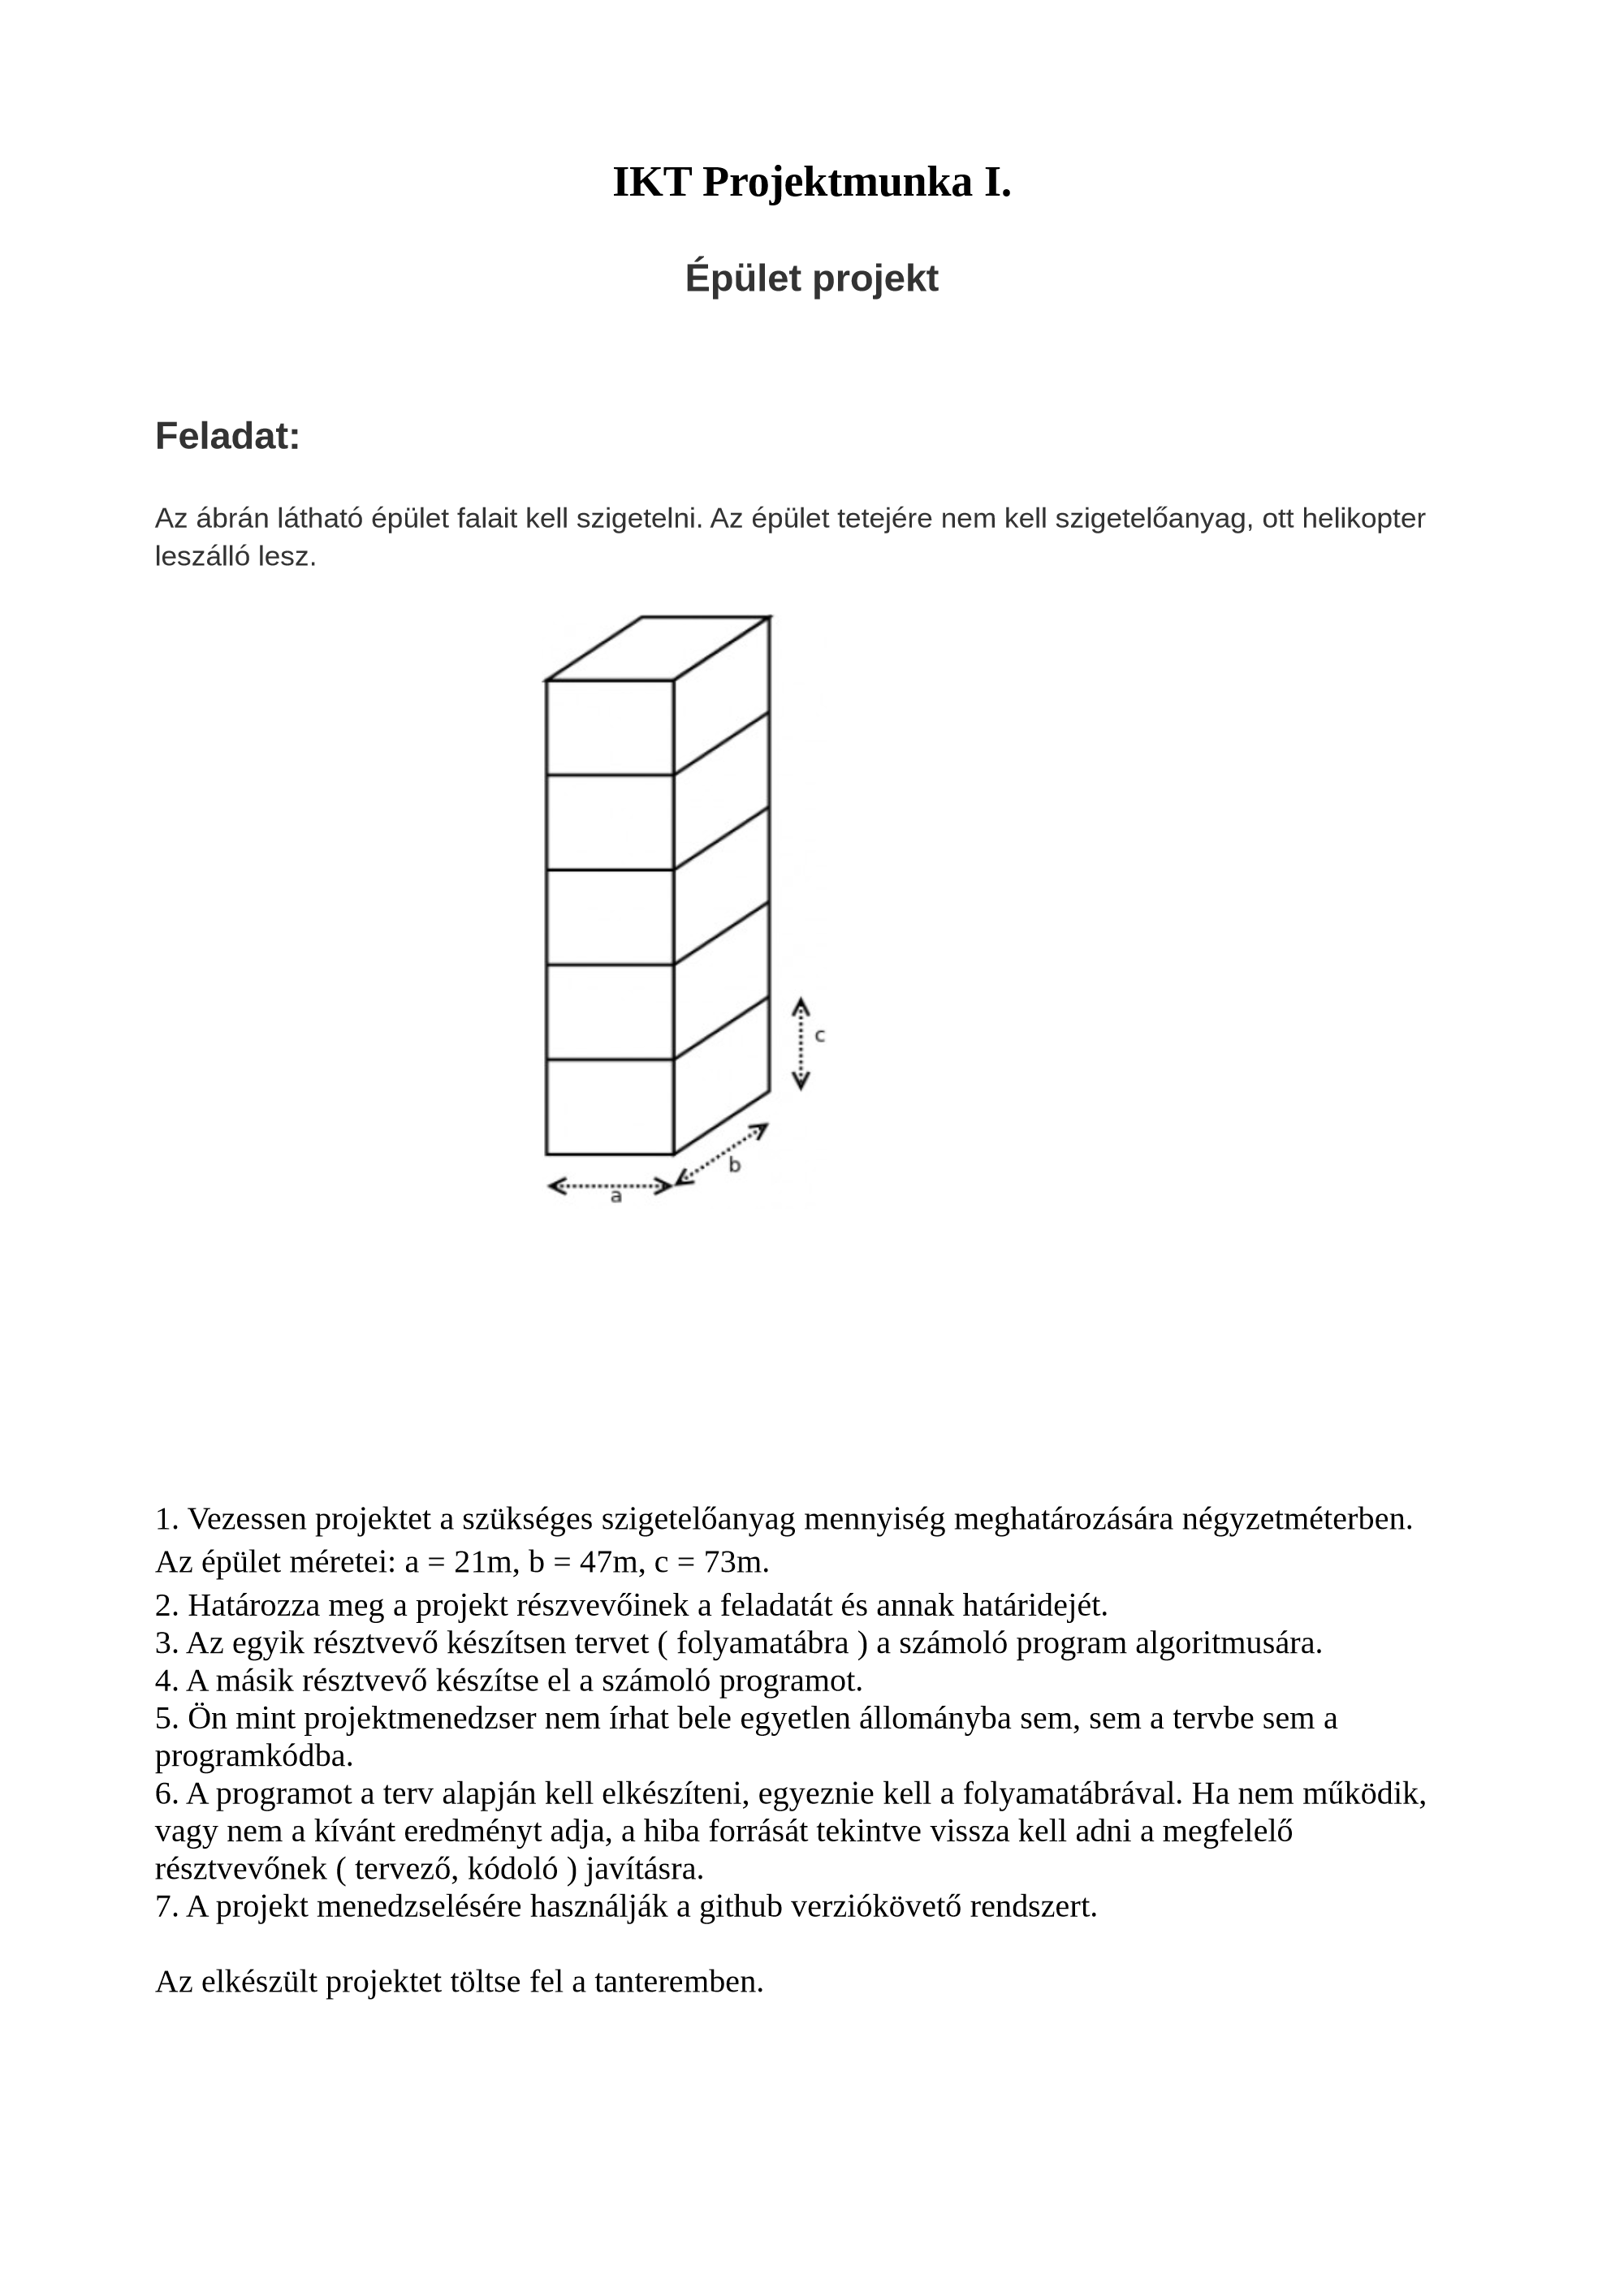 IKT Projektmunka I.
Épület projekt
Feladat:
Az ábrán látható épület falait kell szigetelni. Az épület tetejére nem kell szigetelőanyag, ott helikopter
leszálló lesz.
c
b
a
1. Vezessen projektet a szükséges szigetelőanyag mennyiség meghatározására négyzetméterben.
Az épület méretei: a = 21m, b = 47m, c = 73m.
2. Határozza meg a projekt részvevőinek a feladatát és annak határidejét.
3. Az egyik résztvevő készítsen tervet ( folyamatábra ) a számoló program algoritmusára.
4. A másik résztvevő készítse el a számoló programot.
5. Ön mint projektmenedzser nem írhat bele egyetlen állományba sem, sem a tervbe sem a
programkódba.
6. A programot a terv alapján kell elkészíteni, egyeznie kell a folyamatábrával. Ha nem működik,
vagy nem a kívánt eredményt adja, a hiba forrását tekintve vissza kell adni a megfelelő
résztvevőnek ( tervező, kódoló ) javításra.
7. A projekt menedzselésére használják a github verziókövető rendszert.
Az elkészült projektet töltse fel a tanteremben.